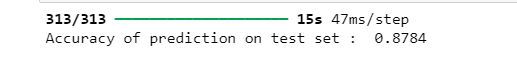 313/313 ━━━━━━━━━━━━━━━━━━━━ 15s 47ms/step
Accuracy of prediction on test set :  0.8784